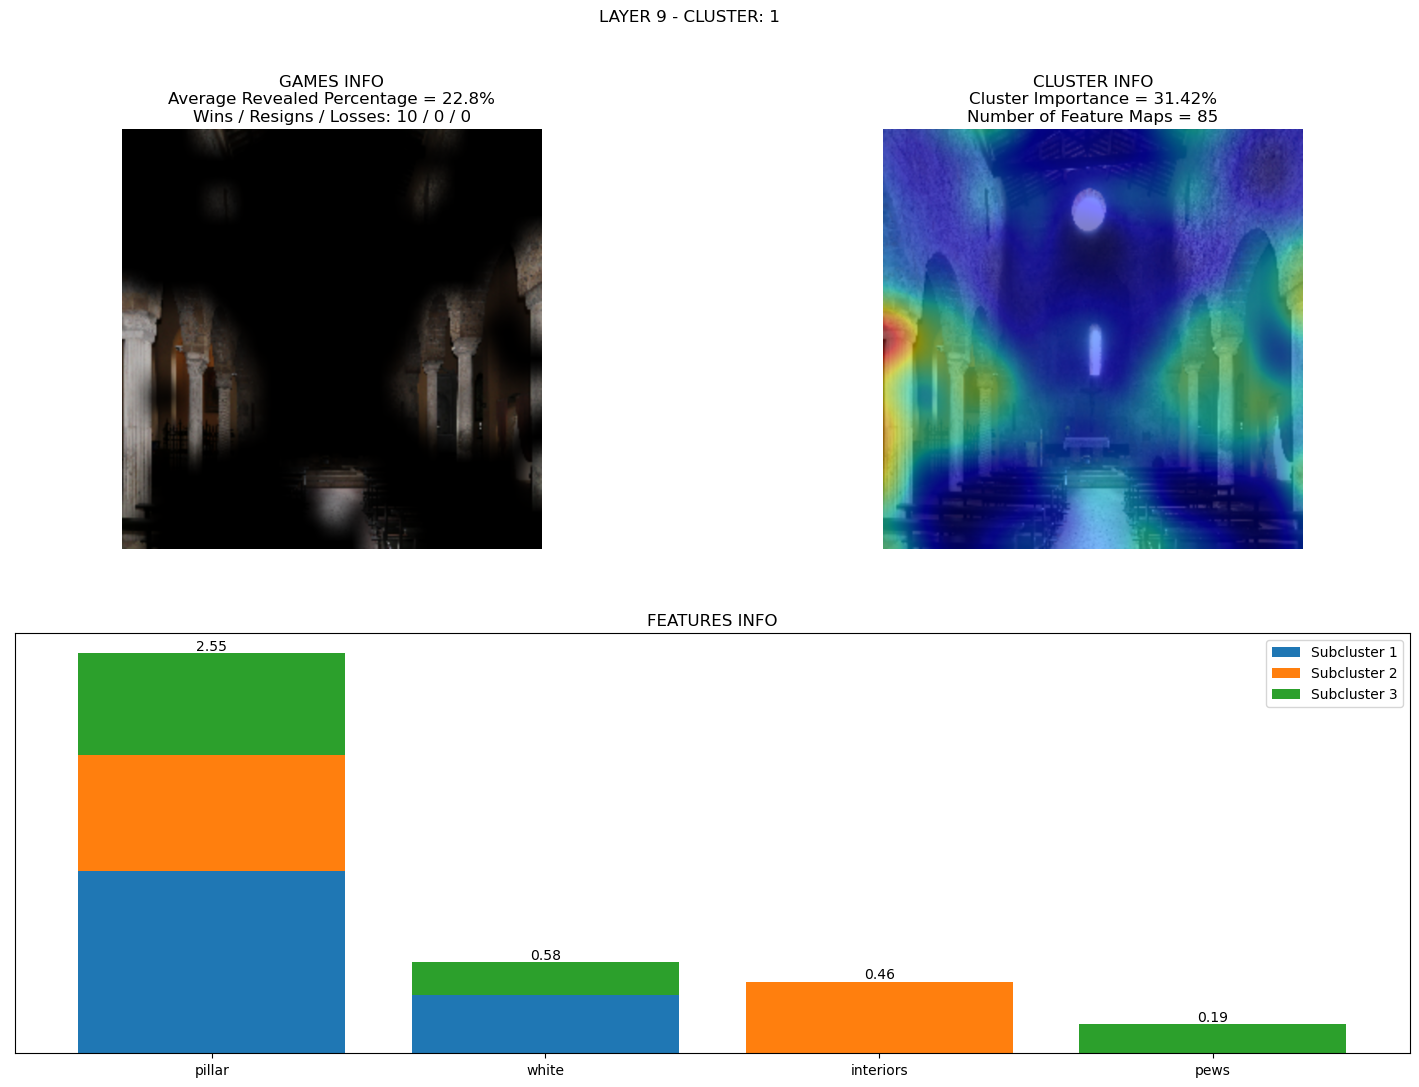 LAYER 9 - CLUSTER: 1
GAMES INFO
Average Revealed Percentage = 22.8%
Wins / Resigns / Losses: 10 / 0 / 0
CLUSTER INFO
Cluster Importance = 31.42%
Number of Feature Maps = 85
FEATURES INFO
2.55
0.58
0.46
0.19
Subcluster 1
Subcluster 2
Subcluster 3
pillar
white
interiors
pews